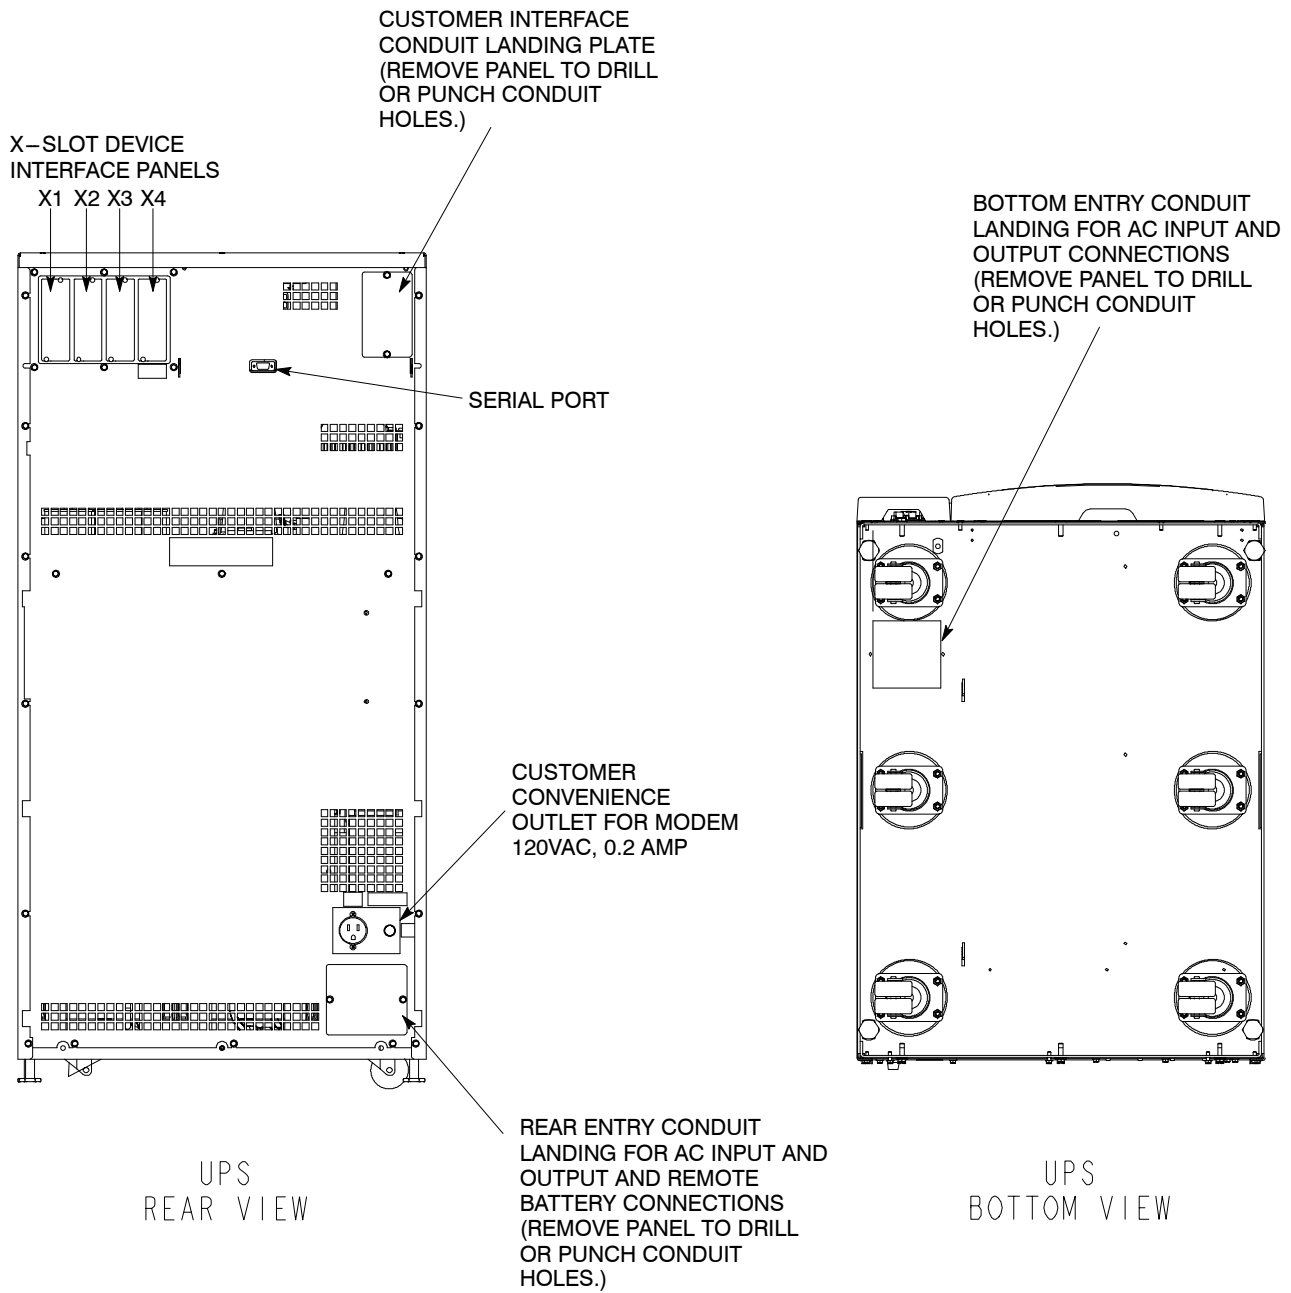 CUSTOMER INTERFACE
CONDUIT LANDING PLATE
(REMOVE PANEL TO DRILL
OR PUNCH CONDUIT
HOLES.)
X–SLOT DEVICE
INTERFACE PANELS
X1 X2 X3 X4
BOTTOM ENTRY CONDUIT
LANDING FOR AC INPUT AND
OUTPUT CONNECTIONS
(REMOVE PANEL TO DRILL
OR PUNCH CONDUIT
HOLES.)
SERIAL PORT
CUSTOMER
CONVENIENCE
OUTLET FOR MODEM
120VAC, 0.2 AMP
REAR ENTRY CONDUIT
LANDING FOR AC INPUT AND
OUTPUT AND REMOTE
BATTERY CONNECTIONS
(REMOVE PANEL TO DRILL
OR PUNCH CONDUIT
HOLES.)
UPS
REAR VIEW
UPS
BOTTOM VIEW